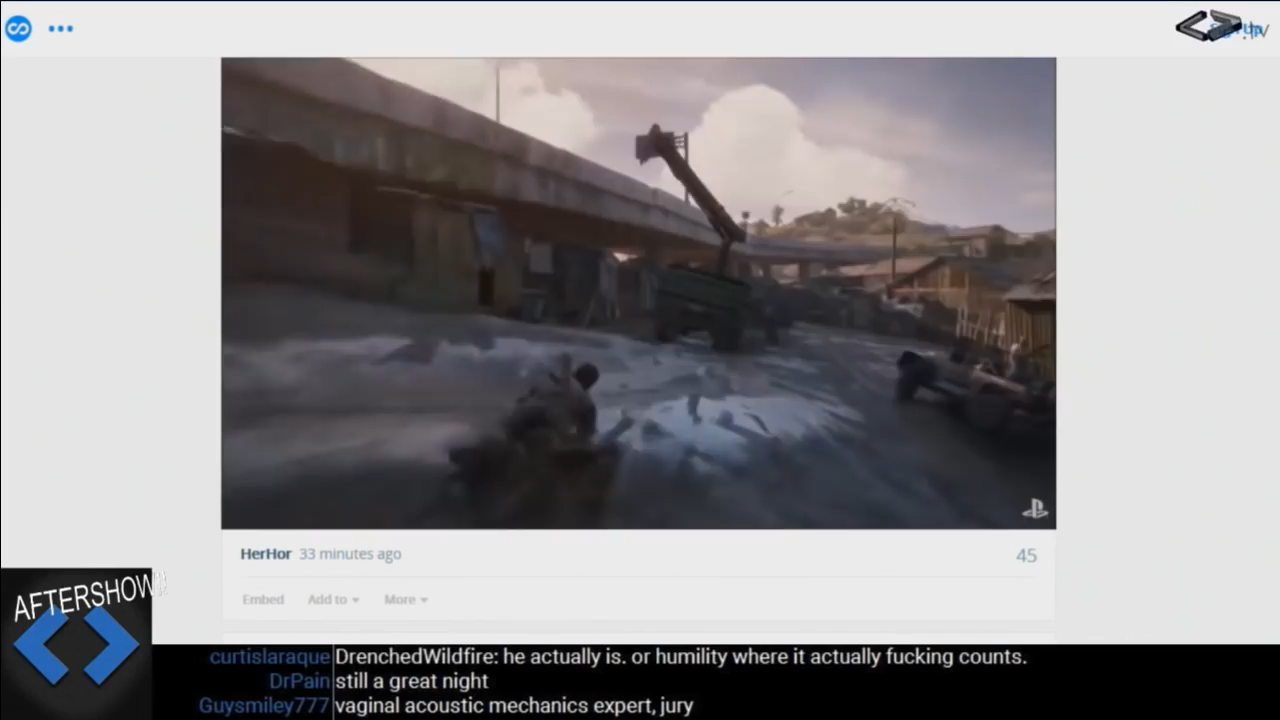 HerHor 33 minutes ago 45
Embed Add to More
AFTERSHOW
curtislaraque DrenchedWildfire: he actually is. or humility where it actually fucking counts.
DrPain still a great night
Guysmiley777 vaginal acoustic mechanics expert, jury